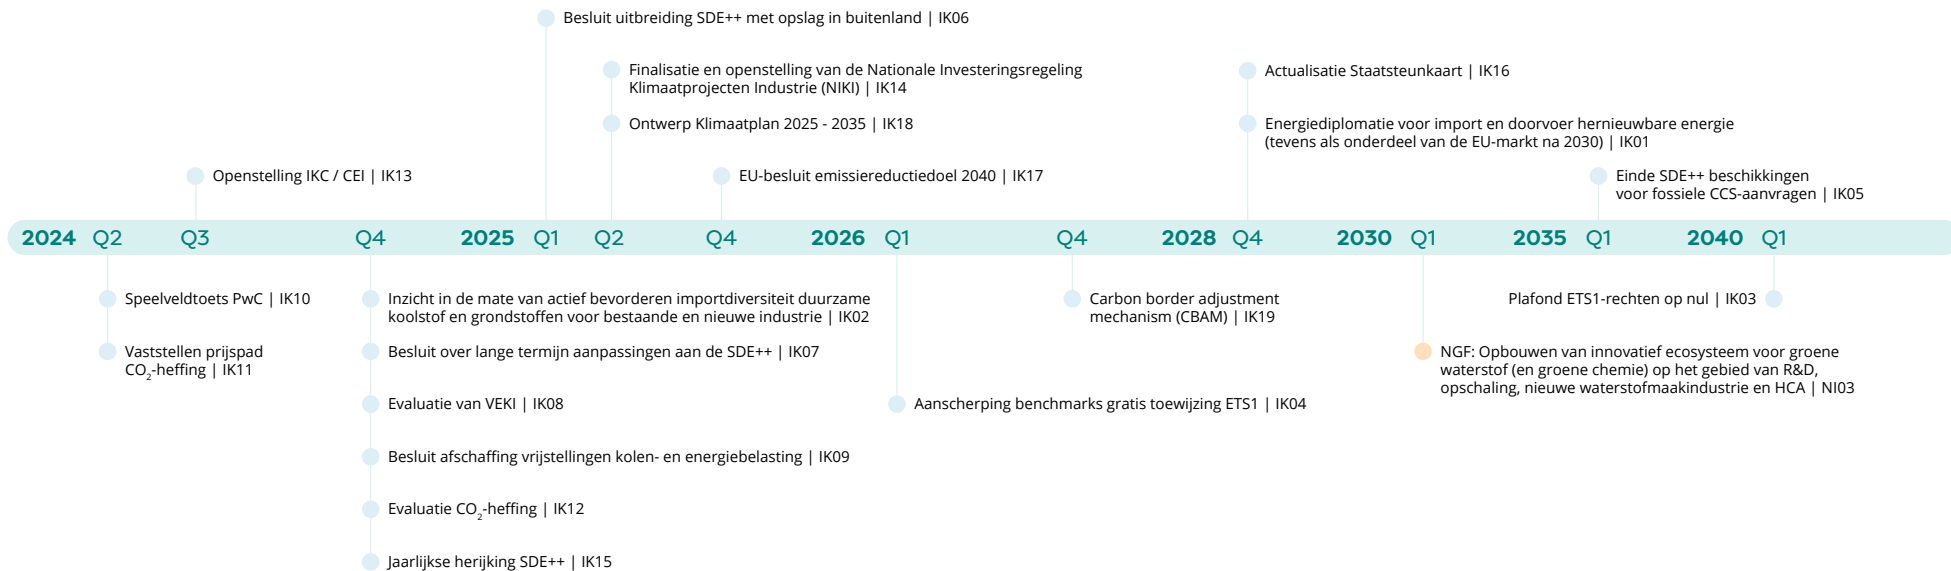 Besluit uitbreiding SDE++ met opslag in buitenland | IK06
Finalisatie en openstelling van de Nationale Investeringsregeling
Klimaatprojecten Industrie (NIKI) | IK14
Actualisatie Staatsteunkaart | IK16
Ontwerp Klimaatplan 2025 - 2035 | IK18
Energiediplomatie voor import en doorvoer hernieuwbare energie
(tevens als onderdeel van de EU-markt na 2030) | IK01
Openstelling IKC / CEI | IK13
EU-besluit emissiereductiedoel 2040 | IK17
Einde SDE++ beschikkingen
voor fossiele CCS-aanvragen | IK05
2024 Q2 Q3 Q4 2025 Q1 Q2 Q4 2026 Q1 Q4 2028 Q4 2030 Q1 2035 Q1 2040 Q1
Speelveldtoets PwC | IK10
Vaststellen prijspad
CO₂-heffing | IK11
Inzicht in de mate van actief bevorderen importdiversiteit duurzame
koolstof en grondstoffen voor bestaande en nieuwe industrie | IK02
Besluit over lange termijn aanpassingen aan de SDE++ | IK07
Evaluatie van VEKI | IK08
Besluit afschaffing vrijstellingen kolen- en energiebelasting | IK09
Evaluatie CO₂-heffing | IK12
Jaarlijkse herijking SDE++ | IK15
Aanscherping benchmarks gratis toewijzing ETS1 | IK04
Carbon border adjustment
mechanism (CBAM) | IK19
Plafond ETS1-rechten op nul | IK03
NGF: Opbouwen van innovatief ecosysteem voor groene
waterstof (en groene chemie) op het gebied van R&D,
opschaling, nieuwe waterstofmaakindustrie en HCA | NI03